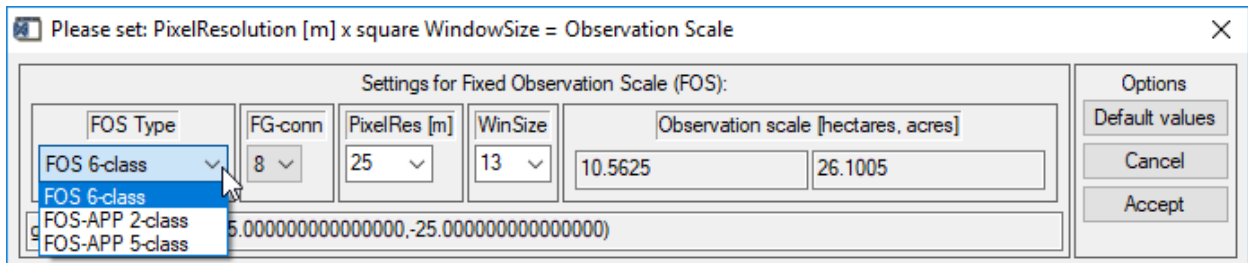 Please set: PixelResolution [m] x square WindowSize = Observation Scale
Settings for Fixed Observation Scale (FOS):
Options
FOS Type
FG-conn
PixelRes [m]
WinSize
Observation scale [hectares, acres]
Default values
FOS 6-class
8
25
13
10.5625
26.1005
Cancel
FOS 6-class
FOS-APP 2-class
FOS-APP 5-class
Accept
5.000000000000000,-25.000000000000000)